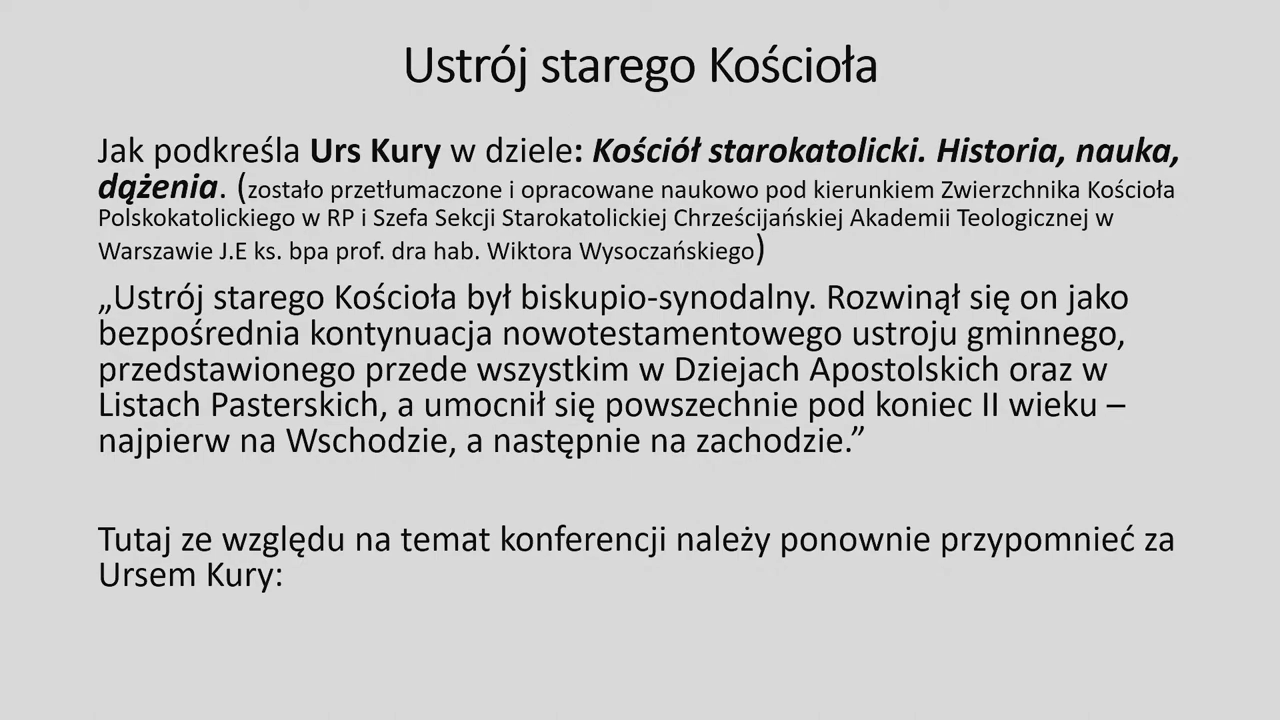 Ustrój starego Kościoła
Jak podkreśla Urs Kury w dziele: Kościół starokatolicki. Historia, nauka,
dążenia. (zostało przetłumaczone i opracowane naukowo pod kierunkiem Zwierzchnika Kościoła
Polskokatolickiego w RP i Szefa Sekcji Starokatolickiej Chrześcijańskiej Akademii Teologicznej w
Warszawie J.E ks. bpa prof. dra hab. Wiktora Wysoczańskiego)
„Ustrój starego Kościoła był biskupio-synodalny. Rozwinął się on jako
bezpośrednia kontynuacja nowotestamentowego ustroju gminnego,
przedstawionego przede wszystkim w Dziejach Apostolskich oraz w
Listach Pasterskich, a umocnił się powszechnie pod koniec II wieku –
najpierw na Wschodzie, a następnie na zachodzie.”
Tutaj ze względu na temat konferencji należy ponownie przypomnieć za
Ursem Kury: